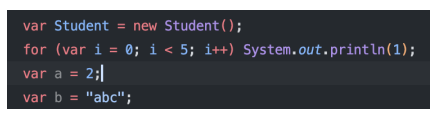 var Student = new Student();
for (var i = 0; i < 5; i++) System.out.println(1);
var a = 2;
var b = "abc";